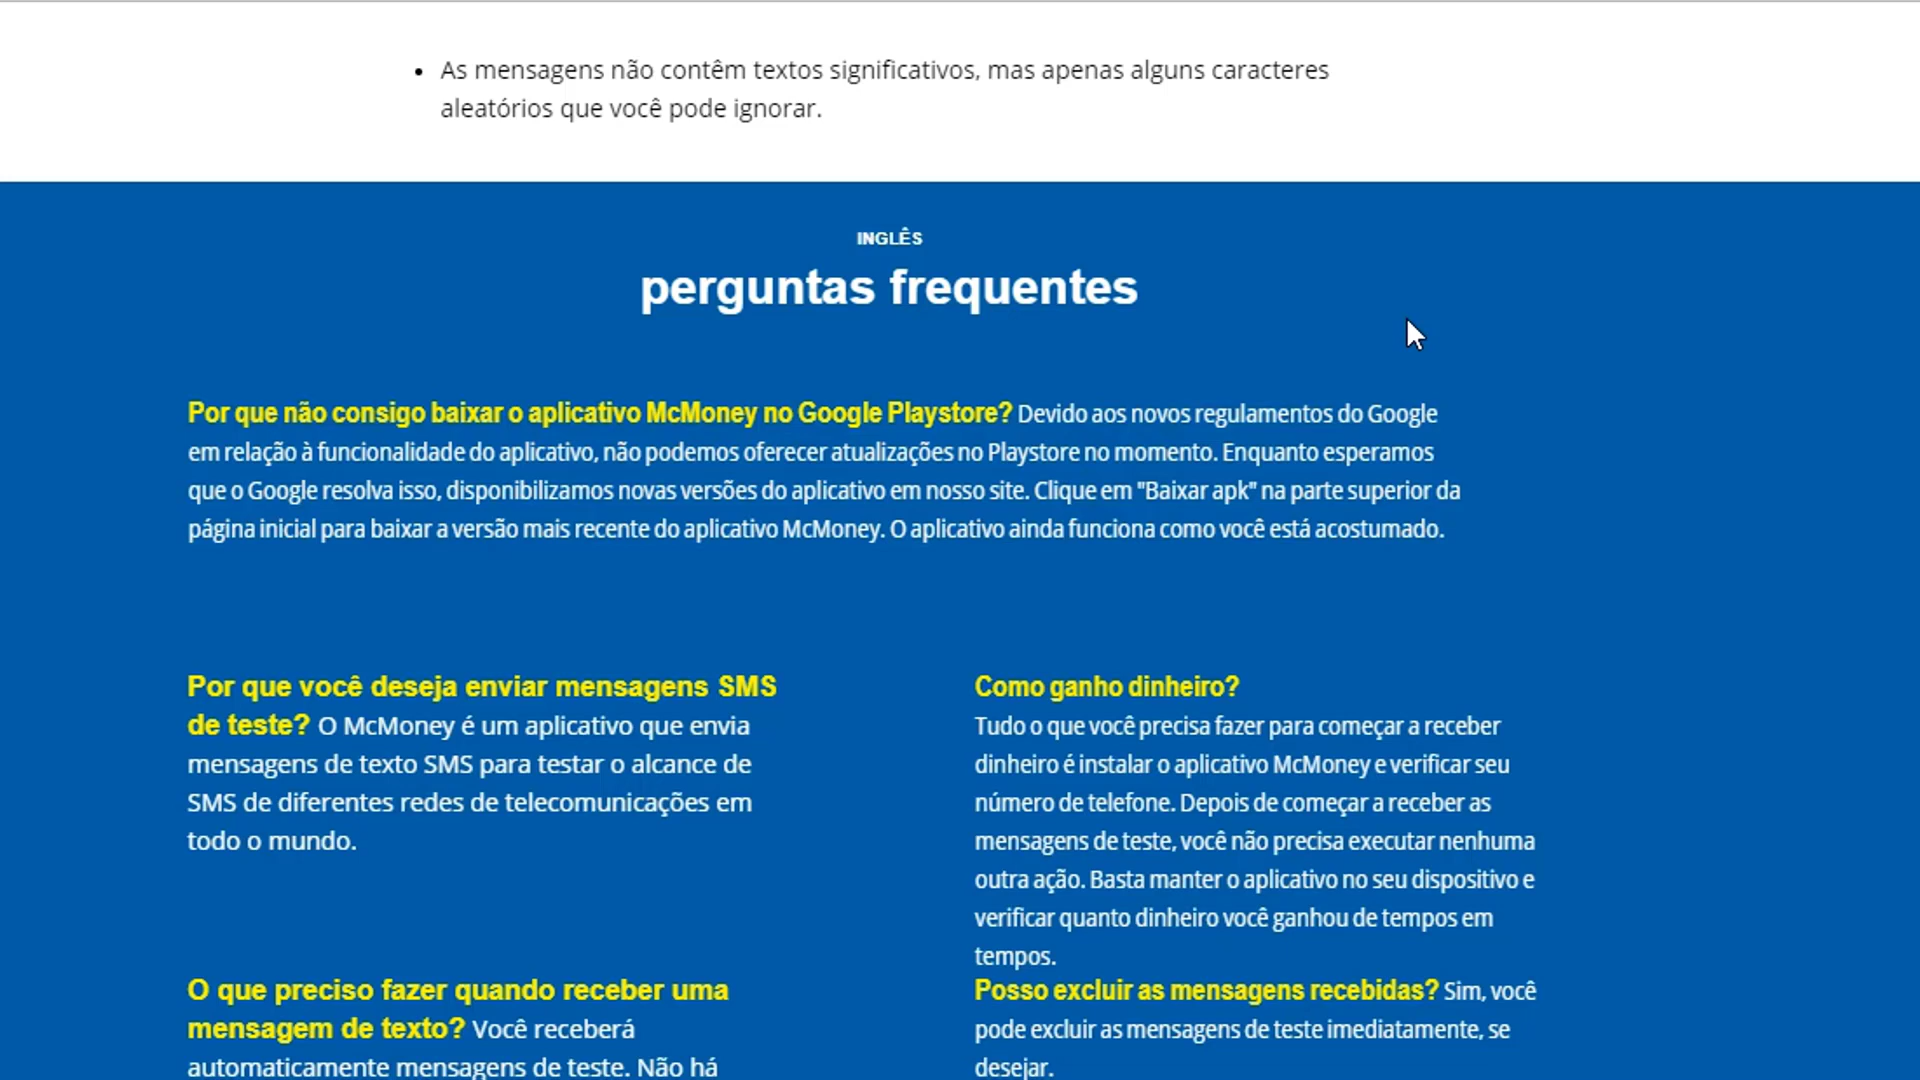 • As mensagens não contêm textos significativos, mas apenas alguns caracteres
aleatórios que você pode ignorar.
INGLÊS
perguntas frequentes
Por que não consigo baixar o aplicativo McMoney no Google Playstore? Devido aos novos regulamentos do Google
em relação à funcionalidade do aplicativo, não podemos oferecer atualizações no Playstore no momento. Enquanto esperamos
que o Google resolva isso, disponibilizamos novas versões do aplicativo em nosso site. Clique em "Baixar apk" na parte superior da
página inicial para baixar a versão mais recente do aplicativo McMoney. O aplicativo ainda funciona como você está acostumado.
Por que você deseja enviar mensagens SMS
de teste? O McMoney é um aplicativo que envia
mensagens de texto SMS para testar o alcance de
SMS de diferentes redes de telecomunicações em
todo o mundo.
Como ganho dinheiro?
Tudo o que você precisa fazer para começar a receber
dinheiro é instalar o aplicativo McMoney e verificar seu
número de telefone. Depois de começar a receber as
mensagens de teste, você não precisa executar nenhuma
outra ação. Basta manter o aplicativo no seu dispositivo e
verificar quanto dinheiro você ganhou de tempos em
tempos.
O que preciso fazer quando receber uma
mensagem de texto? Você receberá
automaticamente mensagens de teste. Não há
Posso excluir as mensagens recebidas? Sim, você
pode excluir as mensagens de teste imediatamente, se
desejar.